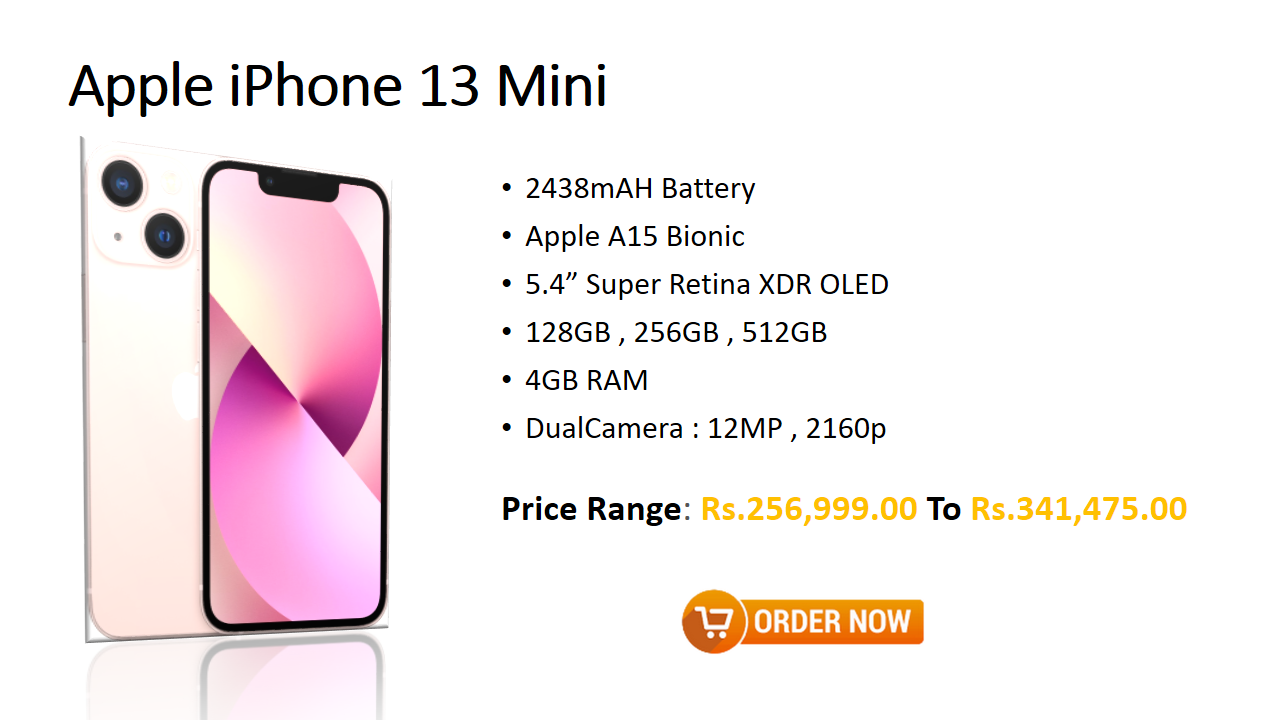 Apple iPhone 13 Mini
• 2438mAH Battery
• Apple A15 Bionic
• 5.4” Super Retina XDR OLED
• 128GB , 256GB , 512GB
• 4GB RAM
• DualCamera : 12MP , 2160p
Price Range: Rs.256,999.00 To Rs.341,475.00
ORDER NOW